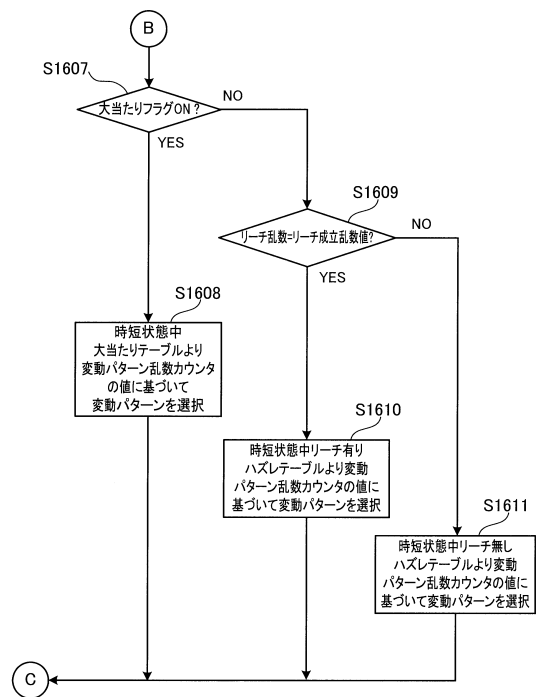 B
S1607
大当たりフラグON？
NO
YES
S1609
リーチ乱数=リーチ成立乱数値?
NO
YES
S1608
時短状態中
大当たりテーブルより
変動パターン乱数カウンタ
の値に基づいて
変動パターンを選択
S1610
時短状態中リーチ有り
ハズレテーブルより変動
パターン乱数カウンタの値に
基づいて変動パターンを選択
S1611
時短状態中リーチ無し
ハズレテーブルより変動
パターン乱数カウンタの値に
基づいて変動パターンを選択
C